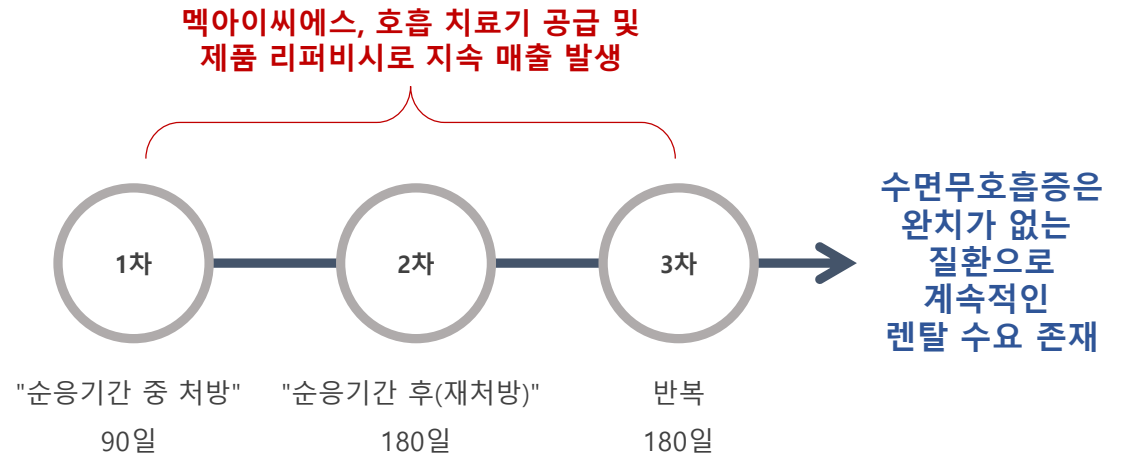 멕아이씨에스, 호흡 치료기 공급 및
제품 리퍼비시로 지속 매출 발생
1차
2차
3차
수면무호흡증은
완치가 없는
질환으로
계속적인
렌탈 수요 존재
"순응기간 중 처방"
90일
"순응기간 후(재처방)"
180일
반복
180일